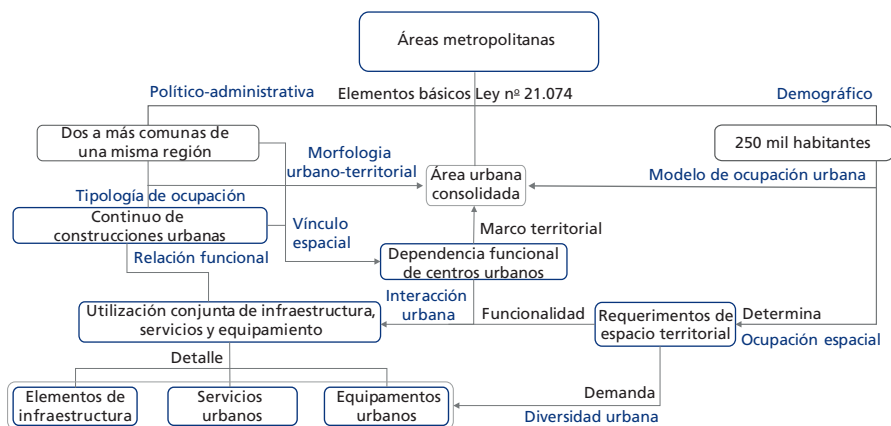 Áreas metropolitanas
Político-administrativa
Elementos básicos Ley nº 21.074
Demográfico
Dos a más comunas de
una misma región
250 mil habitantes
Morfologia
urbano-territorial
Área urbana
consolidada
Modelo de ocupación urbana
Tipología de ocupación
Continuo de
construcciones urbanas
Vínculo
espacial
Marco territorial
Relación funcional
Dependencia funcional
de centros urbanos
Interacción
urbana
Utilización conjunta de infraestructura,
servicios y equipamiento
Funcionalidad
Requerimentos de
espacio territorial
Determina
Ocupación espacial
Detalle
Elementos de
infraestructura
Servicios
urbanos
Equipamentos
urbanos
Demanda
Diversidad urbana